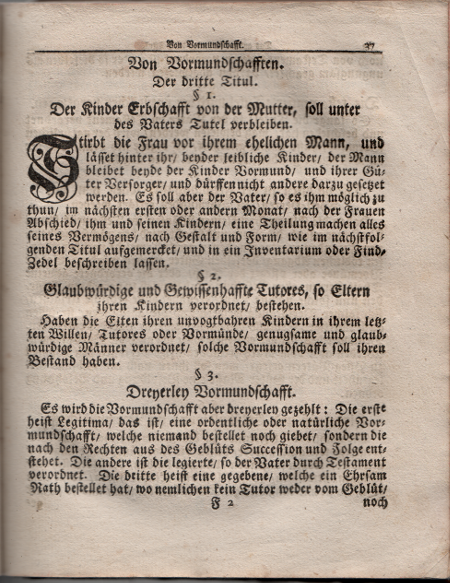 Von Vormundschafft. 37
Von Vormundschafften.
Der dritte Titul.
§ 1.
Der Kinder Erbschafft von der Mutter, soll unter
des Vaters Tutel verbleiben.
Stirbt die Frau vor ihrem ehelichen Mann, und
lässet hinter ihr/ beyder leibliche Kinder, der Mann
bleibet beyde der Kinder Vormund/ und ihrer Gü-
ter Versorger/ und dürffen nicht andere darzu gesetzet
werden. Es soll aber der Vater/ so es ihm möglich zu
thun/ im nächsten ersten oder andern Monat/ nach der Frauen
Abschied/ ihm und seinen Kindern/ eine Theilung machen alles
seines Vermögens/ nach Gestalt und Form/ wie im nächstfol-
genden Titul aufgemercket/ und in ein Inventarium oder Find-
Zedel beschreiben lassen.
§ 2.
Glaubwürdige und Gewissenhaffte Tutores, so Eltern
ihren Kindern verordnet/ bestehen.
Haben die Elten ihren unvogtbahren Kindern in ihrem letz-
ten Willen/ Tutores oder Vormünde/ genugsame und glaub-
würdige Männer verordnet/ solche Vormundschafft soll ihren
Bestand haben.
§ 3.
Dreyerley Vormundschafft.
Es wird die Vormundschafft aber dreyerley gezehlt: Die erste
heist Legitima/ das ist/ eine ordentliche oder natürliche Vor-
mundschafft/ welche niemand bestellet noch giebet/ sondern die
nach den Rechten aus des Geblüts Succession und Folge ent-
stehet. Die andere ist die legierte/ so der Vater durch Testament
verordnet. Die dritte heist eine gegebene/ welche ein Ehrsam
Rath bestellet hat/ wo nemlichen kein Tutor weder vom Geblüt/
F 2 noch